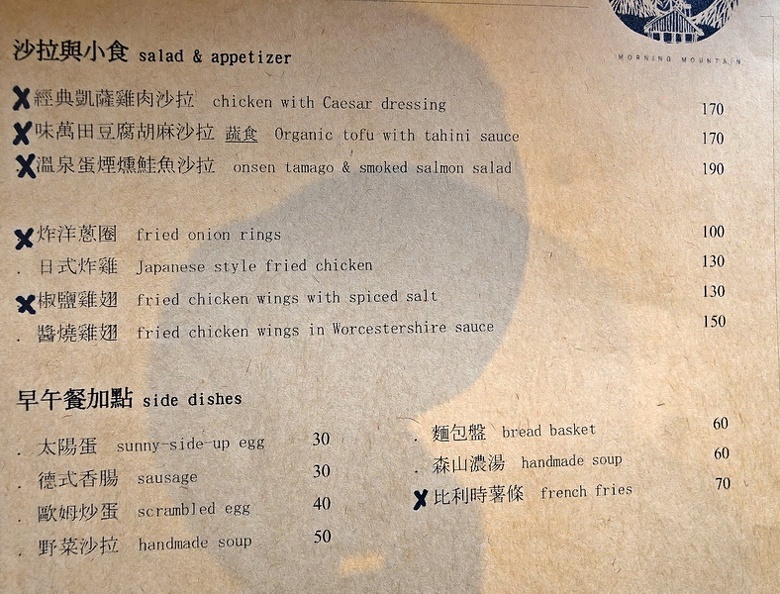 MORNING MOUNTAIN
沙拉與小食 salad & appetizer
X 經典凱薩雞肉沙拉 chicken with Caesar dressing 170
X 味萬田豆腐胡麻沙拉 蔬食 Organic tofu with tahini sauce 170
X 溫泉蛋煙燻鮭魚沙拉 onsen tamago & smoked salmon salad 190
X 炸洋蔥圈 fried onion rings 100
. 日式炸雞 Japanese style fried chicken 130
X 椒鹽雞翅 fried chicken wings with spiced salt 130
. 醬燒雞翅 fried chicken wings in Worcestershire sauce 150
早午餐加點 side dishes
. 太陽蛋 sunny-side-up egg 30
. 德式香腸 sausage 30
. 歐姆炒蛋 scrambled egg 40
. 野菜沙拉 handmade soup 50
. 麵包盤 bread basket 60
. 森山濃湯 handmade soup 60
X 比利時薯條 french fries 70